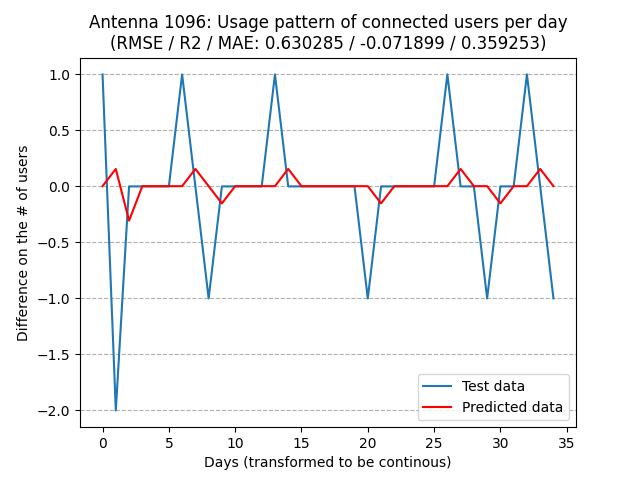 Antenna 1096: Usage pattern of connected users per day
(RMSE / R2 / MAE: 0.630285 / -0.071899 / 0.359253)
1.0
0.5
0.0
−0.5
−1.0
−1.5
−2.0
Difference on the # of users
0 5 10 15 20 25 30 35
Days (transformed to be continous)
Test data
Predicted data